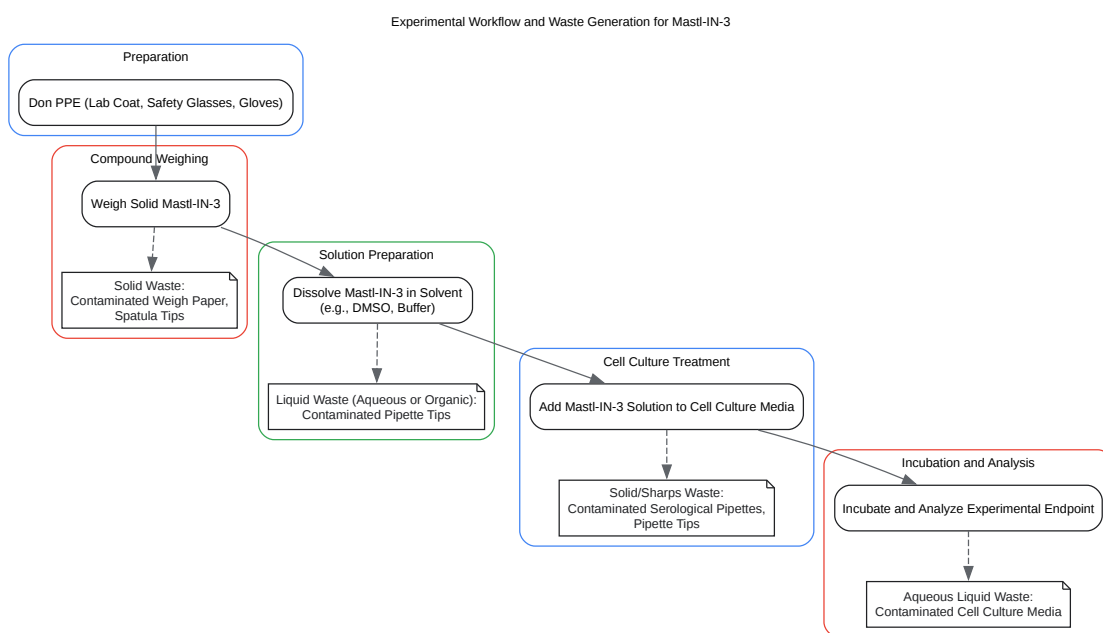 Experimental Workflow and Waste Generation for Mastl-IN-3
Preparation
Don PPE (Lab Coat, Safety Glasses, Gloves)
Compound Weighing
Weigh Solid Mastl-IN-3
Solid Waste:
Contaminated Weigh Paper,
Spatula Tips
Solution Preparation
Dissolve Mastl-IN-3 in Solvent
(e.g., DMSO, Buffer)
Liquid Waste (Aqueous or Organic):
Contaminated Pipette Tips
Cell Culture Treatment
Add Mastl-IN-3 Solution to Cell Culture Media
Solid/Sharps Waste:
Contaminated Serological Pipettes,
Pipette Tips
Incubation and Analysis
Incubate and Analyze Experimental Endpoint
Aqueous Liquid Waste:
Contaminated Cell Culture Media